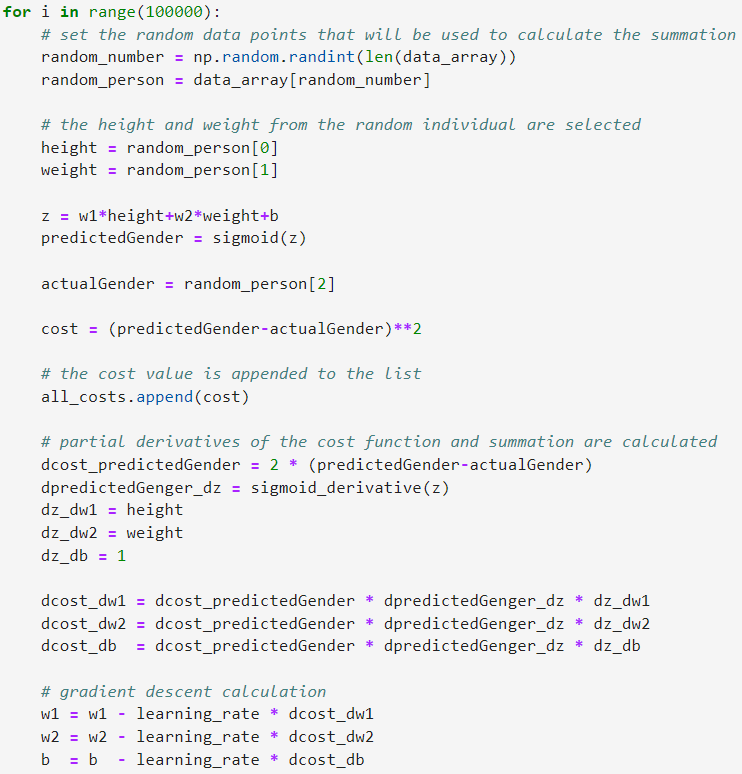 for i in range(100000):
    # set the random data points that will be used to calculate the summation
    random_number = np.random.randint(len(data_array))
    random_person = data_array[random_number]

    # the height and weight from the random individual are selected
    height = random_person[0]
    weight = random_person[1]

    z = w1*height+w2*weight+b
    predictedGender = sigmoid(z)

    actualGender = random_person[2]

    cost = (predictedGender-actualGender)**2

    # the cost value is appended to the list
    all_costs.append(cost)

    # partial derivatives of the cost function and summation are calculated
    dcost_predictedGender = 2 * (predictedGender-actualGender)
    dpredictedGenger_dz = sigmoid_derivative(z)
    dz_dw1 = height
    dz_dw2 = weight
    dz_db = 1

    dcost_dw1 = dcost_predictedGender * dpredictedGenger_dz * dz_dw1
    dcost_dw2 = dcost_predictedGender * dpredictedGenger_dz * dz_dw2
    dcost_db  = dcost_predictedGender * dpredictedGenger_dz * dz_db

    # gradient descent calculation
    w1 = w1 - learning_rate * dcost_dw1
    w2 = w2 - learning_rate * dcost_dw2
    b  = b  - learning_rate * dcost_db